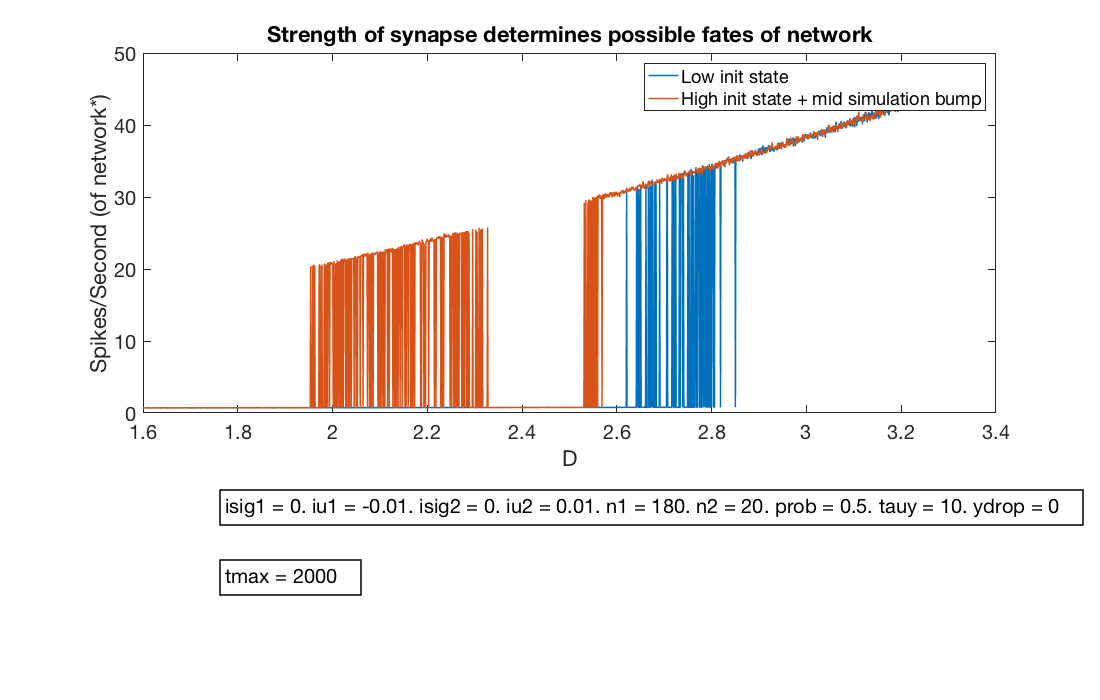 Strength of synapse determines possible fates of network
50
40
30
20
10
0
Spikes/Second (of network*)
Low init state
High init state + mid simulation bump
1.6 1.8 2 2.2 2.4 2.6 2.8 3 3.2 3.4
D
isig1 = 0. iu1 = -0.01. isig2 = 0. iu2 = 0.01. n1 = 180. n2 = 20. prob = 0.5. tauy = 10. ydrop = 0
tmax = 2000